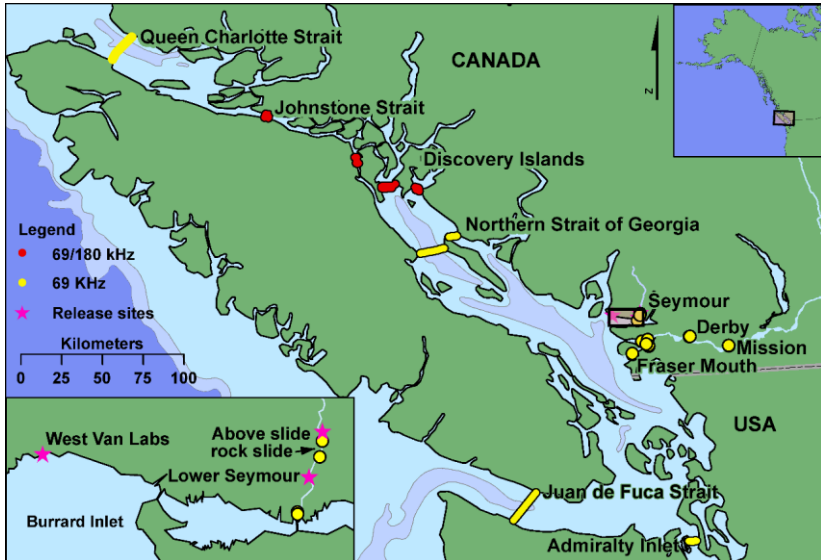 Queen Charlotte Strait
CANADA
N
Johnstone Strait
Discovery Islands
Northern Strait of Georgia
Legend
69/180 kHz
69 KHz
Release sites
Kilometers
0 25 50 75 100
Seymour
Derby
Mission
Fraser Mouth
USA
Juan de Fuca Strait
Admiralty Inlet
West Van Labs
Above slide
rock slide
Lower Seymour
Burrard Inlet